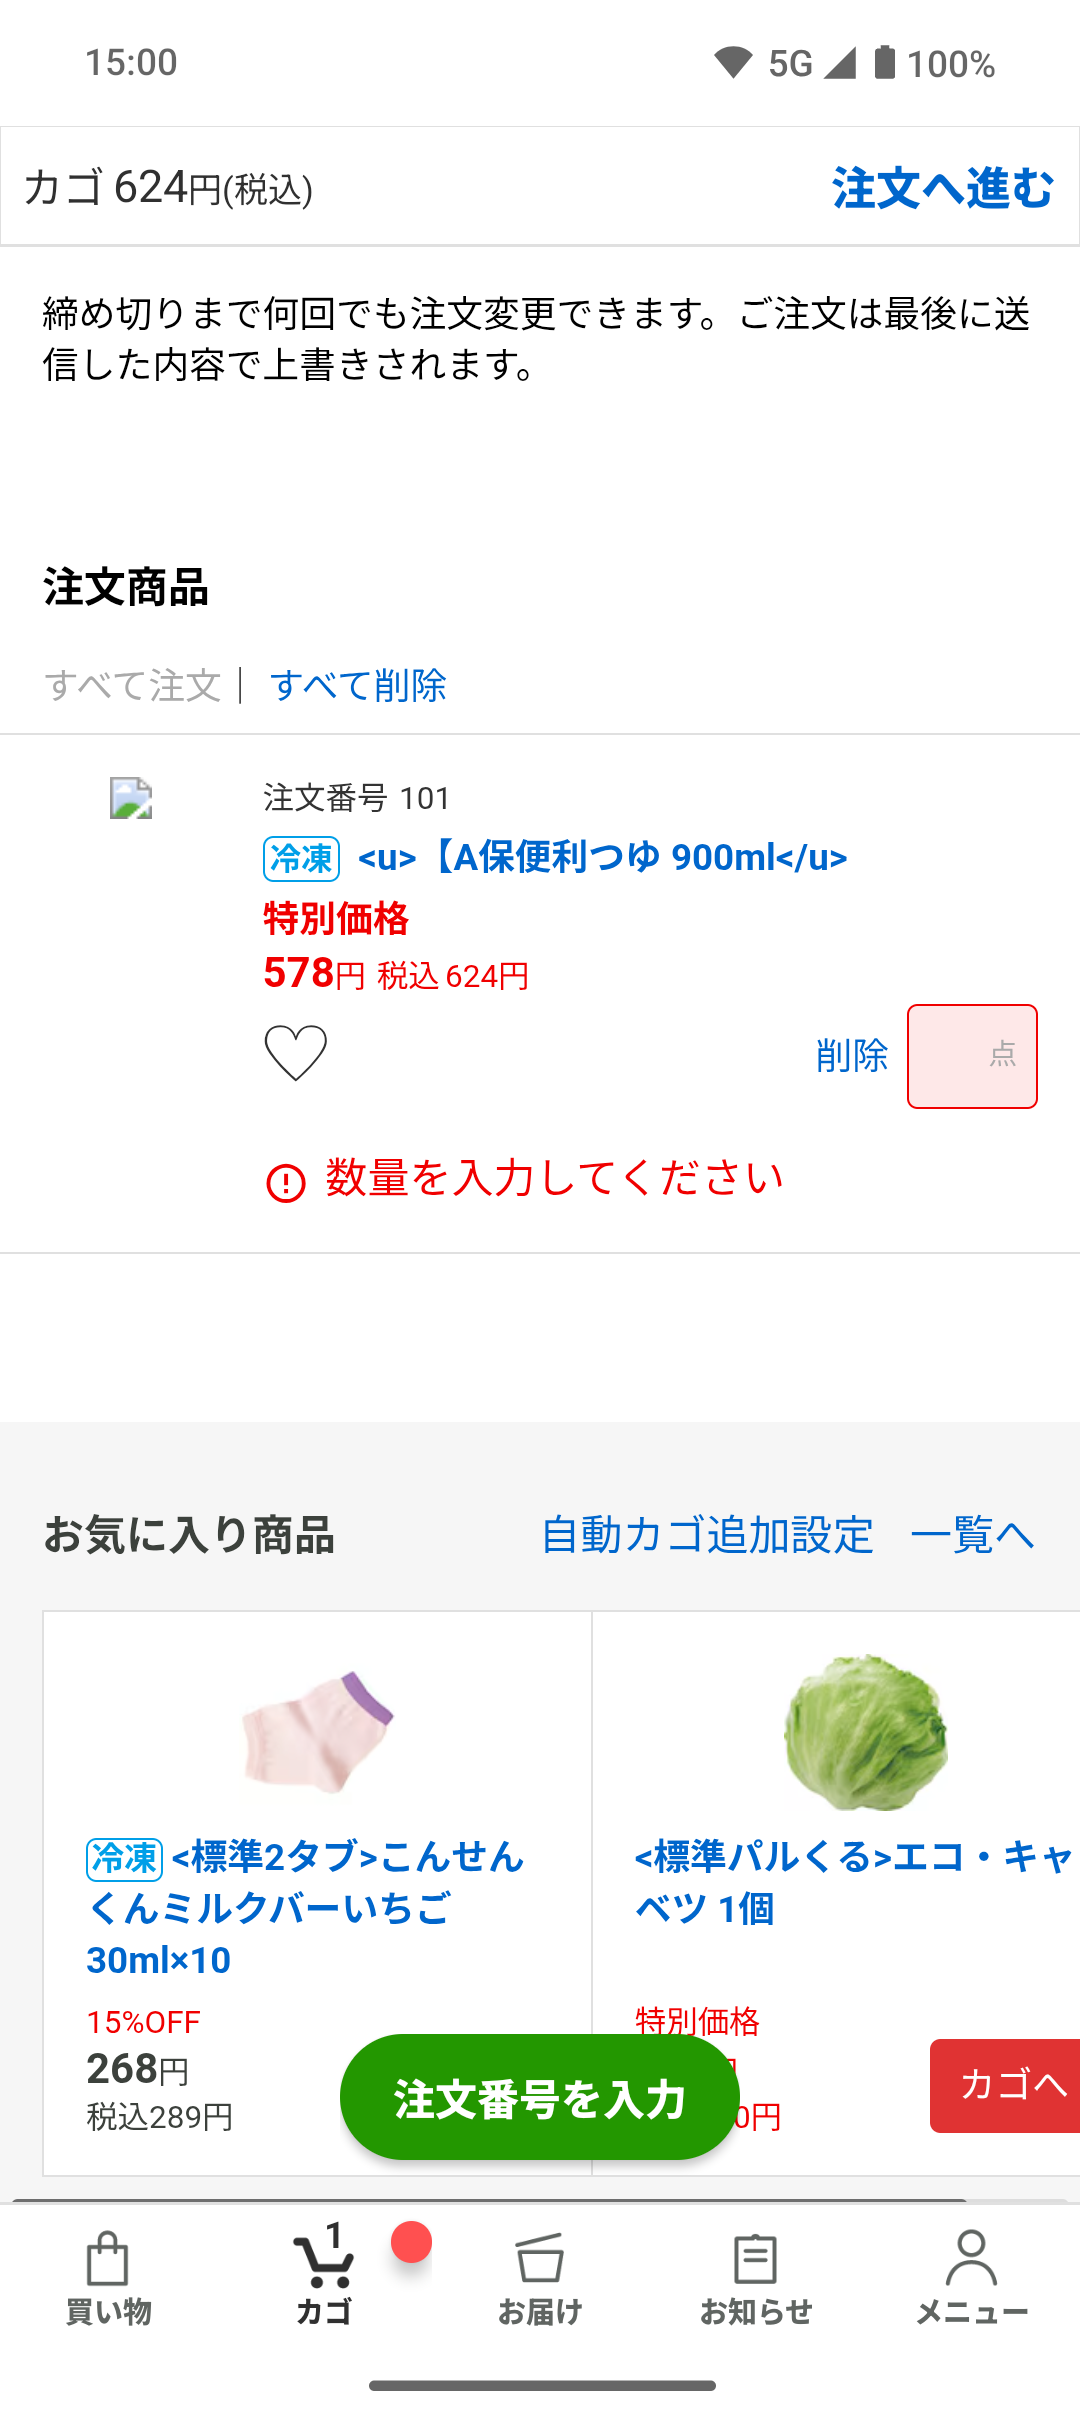 15:00
5G 100%
カゴ 624円(税込)
注文へ進む
締め切りまで何回でも注文変更できます。ご注文は最後に送
信した内容で上書きされます。
注文商品
すべて注文 | すべて削除
注文番号 101
冷凍 <u>【A保便利つゆ 900ml</u>
特別価格
578円 税込 624円
削除
点
数量を入力してください
お気に入り商品
自動カゴ追加設定 一覧へ
冷凍 <標準2タブ>こんせん
くんミルクバーいちご
30ml×10
15%OFF
268円
税込289円
<標準パルくる>エコ・キャ
ベツ 1個
特別価格
0円
カゴへ
注文番号を入力
買い物
1
カゴ
お届け
お知らせ
メニュー